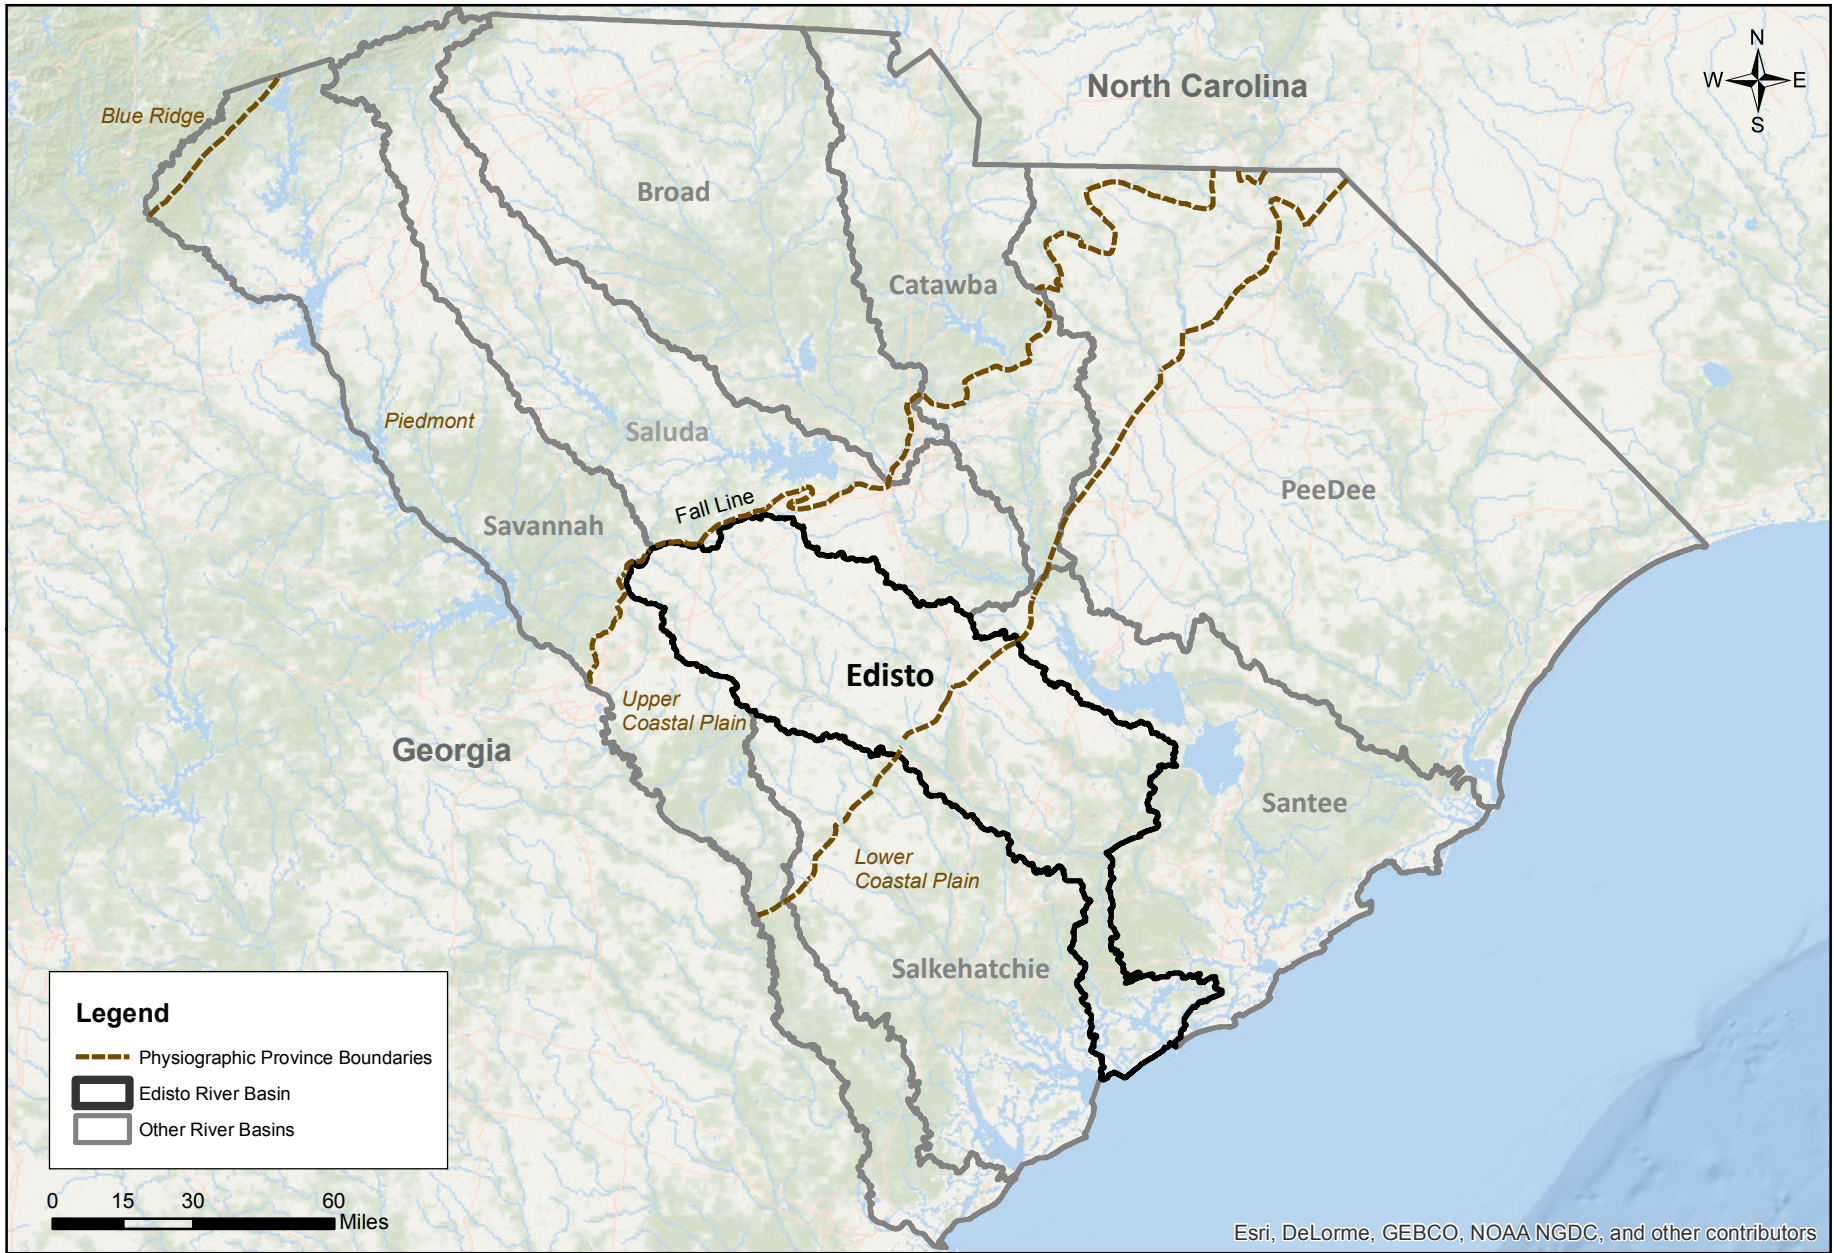 North Carolina
N
W
E
S
Blue Ridge
Broad
Catawba
Piedmont
Saluda
PeeDee
Fall Line
Savannah
Edisto
Upper
Coastal Plain
Georgia
Santee
Lower
Coastal Plain
Salkehatchie
Legend
Physiographic Province Boundaries
Edisto River Basin
Other River Basins
0 15 30 60
Miles
Esri, DeLorme, GEBCO, NOAA NGDC, and other contributors